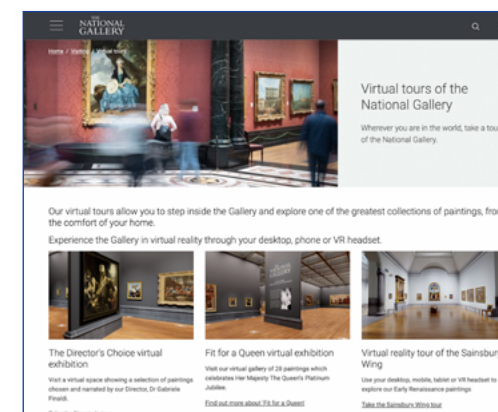 THE
NATIONAL
GALLERY
Home / Visiting / Virtual tours
Virtual tours of the
National Gallery
Wherever you are in the world, take a tou
of the National Gallery.
Our virtual tours allow you to step inside the Gallery and explore one of the greatest collections of paintings, fro
the comfort of your home.
Experience the Gallery in virtual reality through your desktop, phone or VR headset.
The Director's Choice virtual
exhibition
Visit a virtual space showing a selection of paintings
chosen and narrated by our Director, Dr Gabriele
Finaldi.
Fit for a Queen virtual exhibition
Visit our virtual gallery of 28 paintings which
celebrates Her Majesty The Queen's Platinum
Jubilee.
Find out more about 'Fit for a Queen'
Virtual reality tour of the Sainsbury
Wing
Use your desktop, mobile, tablet or VR headset to
explore our Early Renaissance paintings
Take the Sainsbury Wing tour